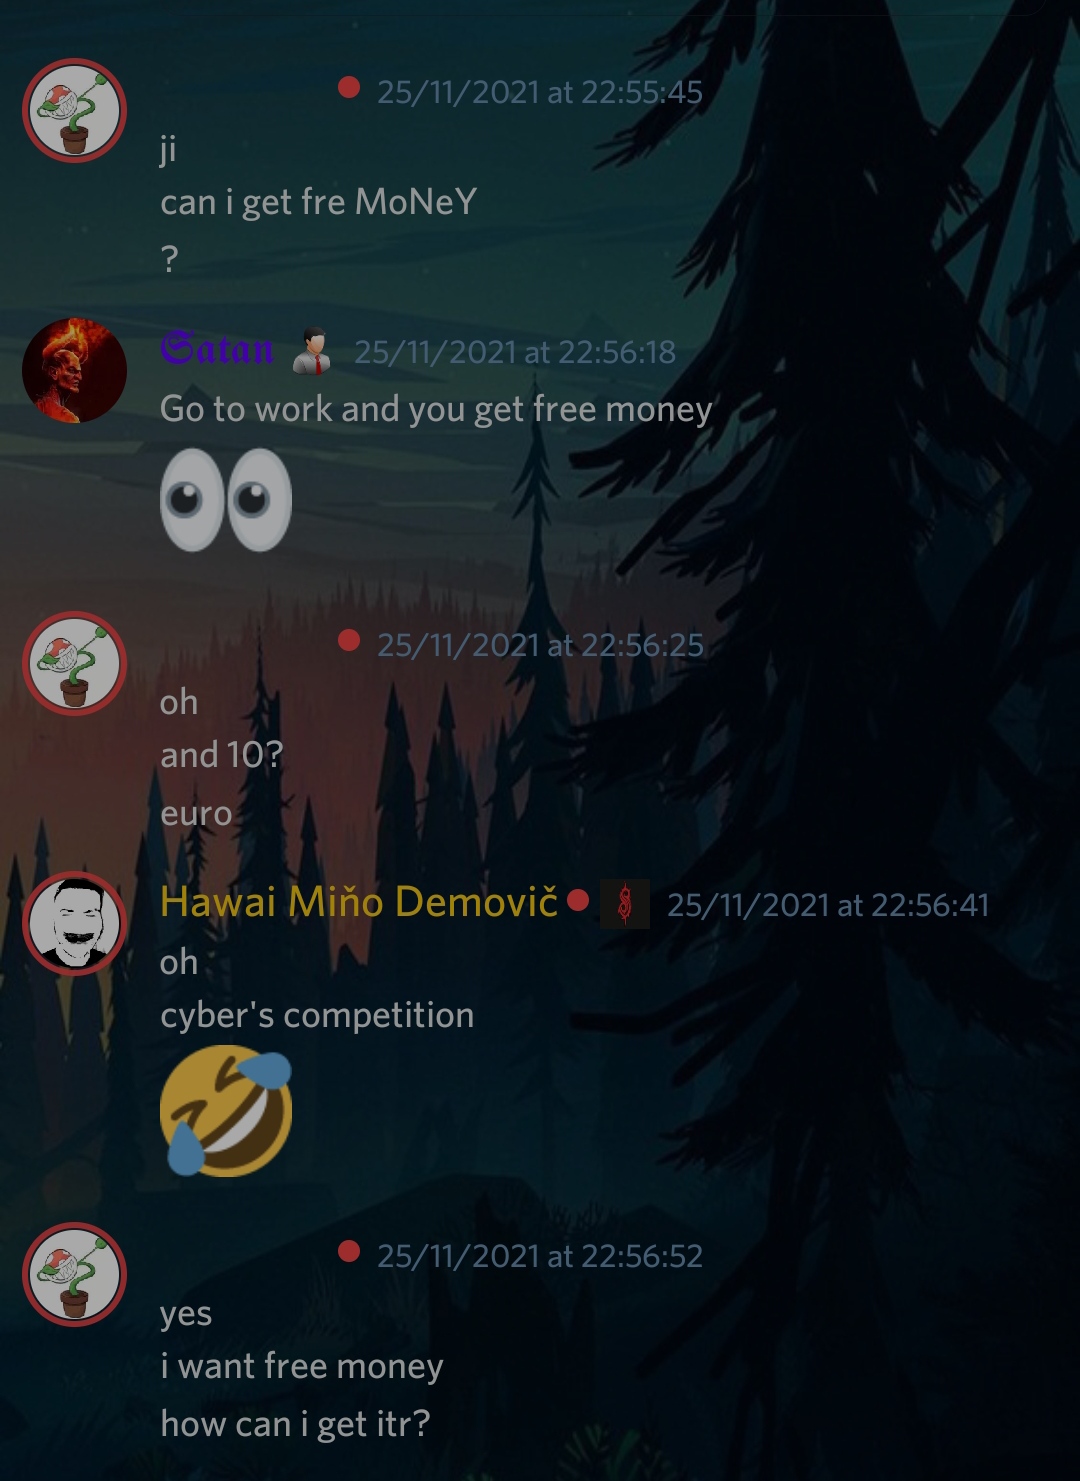 25/11/2021 at 22:55:45
ji
can i get fre MoNeY
?
Satan 25/11/2021 at 22:56:18
Go to work and you get free money
25/11/2021 at 22:56:25
oh
and 10?
euro
Hawai Miňo Demovič 25/11/2021 at 22:56:41
oh
cyber's competition
25/11/2021 at 22:56:52
yes
i want free money
how can i get itr?